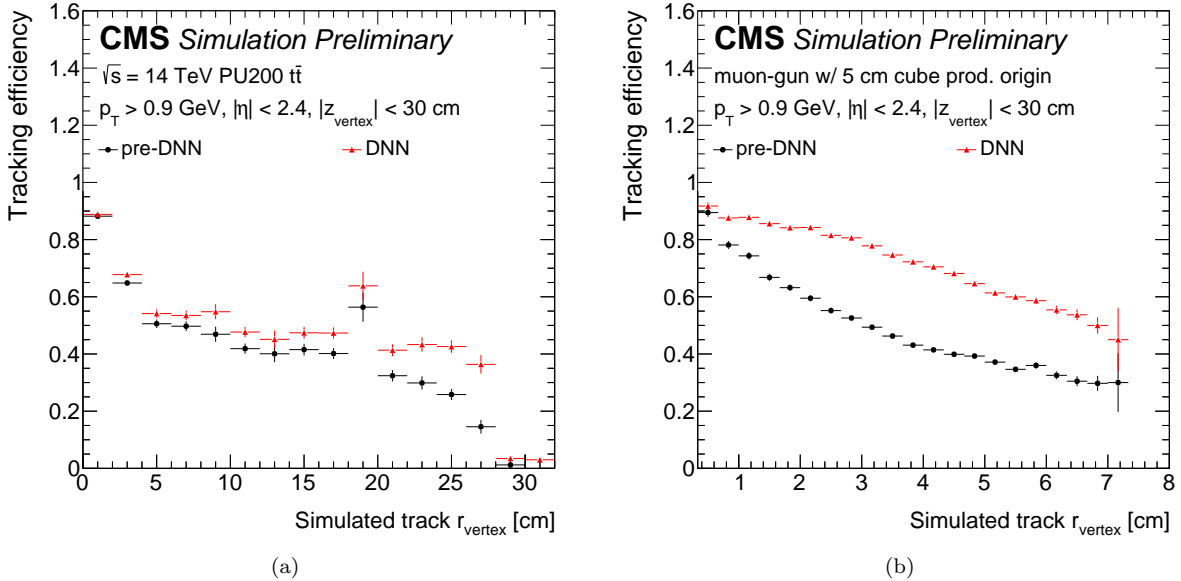 CMS Simulation Preliminary
√s = 14 TeV PU200 tt̄
p_T > 0.9 GeV, |η| < 2.4, |z_vertex| < 30 cm
pre-DNN DNN
Tracking efficiency
1.6
1.4
1.2
1
0.8
0.6
0.4
0.2
0
0 5 10 15 20 25 30
Simulated track r_vertex [cm]
(a)
CMS Simulation Preliminary
muon-gun w/ 5 cm cube prod. origin
p_T > 0.9 GeV, |η| < 2.4, |z_vertex| < 30 cm
pre-DNN DNN
Tracking efficiency
1.6
1.4
1.2
1
0.8
0.6
0.4
0.2
0
1 2 3 4 5 6 7 8
Simulated track r_vertex [cm]
(b)